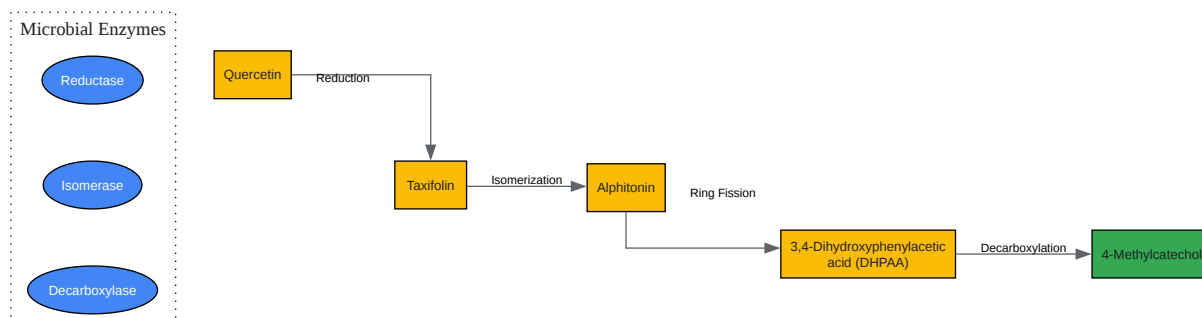 Microbial Enzymes
Reductase
Isomerase
Decarboxylase
Quercetin
Reduction
Taxifolin
Isomerization
Alphitonin
Ring Fission
3,4-Dihydroxyphenylacetic
acid (DHPAA)
Decarboxylation
4-Methylcatechol